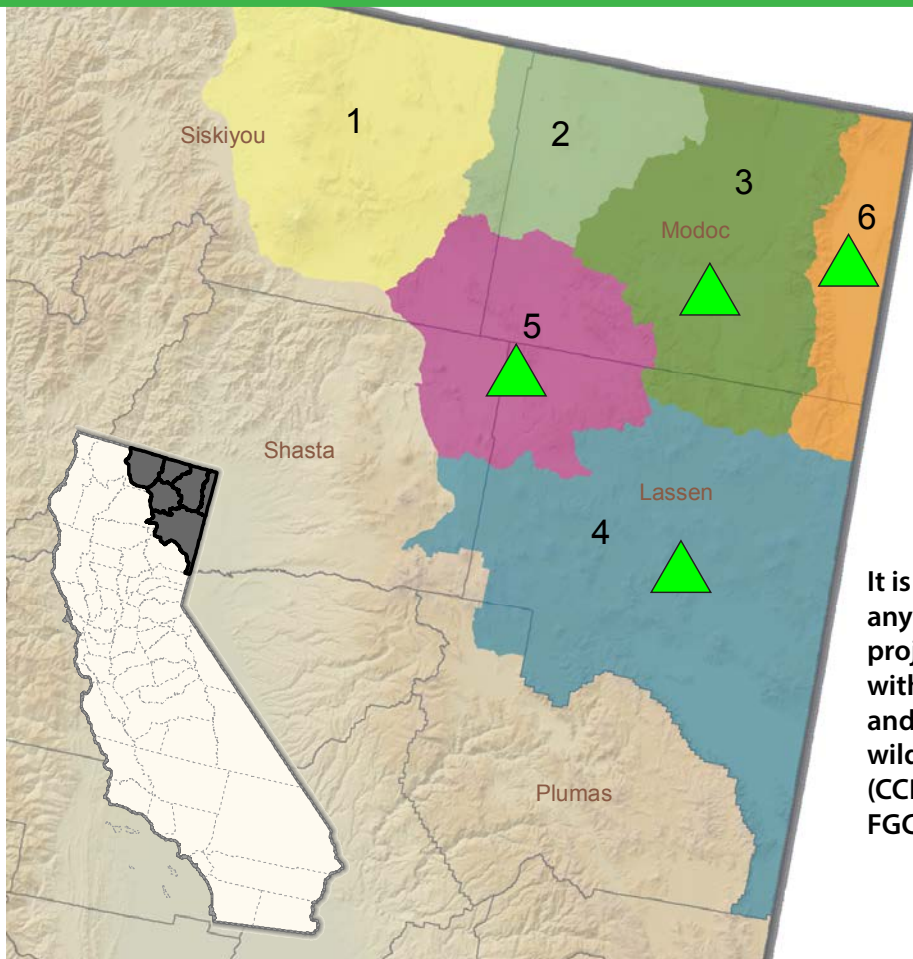 1
2
Siskiyou
3
Modoc
6
5
Shasta
Lassen
4
It is
any
proj
with
and
wild
Plumas
(CCI
FGC